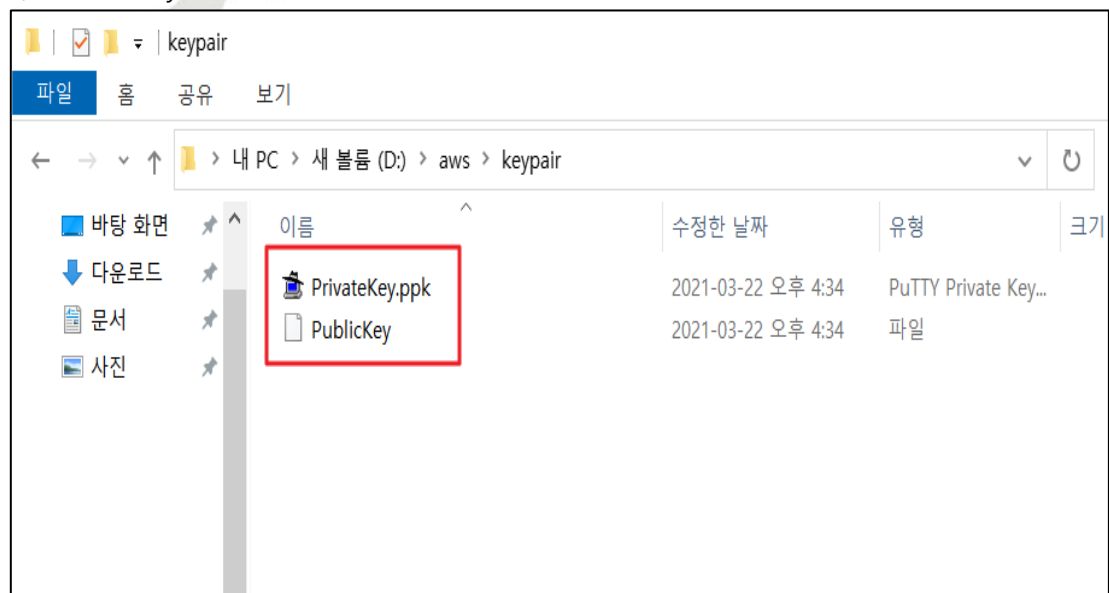 keypair
파일 홈 공유 보기
내 PC > 새 볼륨 (D:) > aws > keypair
바탕 화면
다운로드
문서
사진
이름 수정한 날짜 유형 크기
PrivateKey.ppk 2021-03-22 오후 4:34 PuTTY Private Key...
PublicKey 2021-03-22 오후 4:34 파일